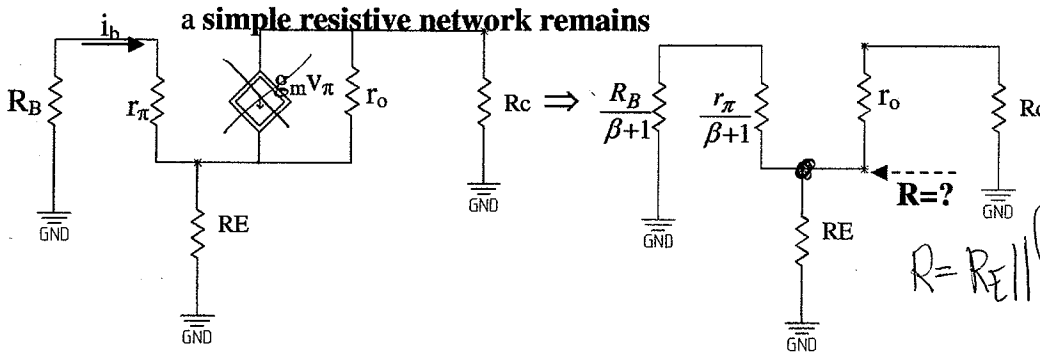 a simple resistive network remains
i_b
R_B
r_π
g_m v_π
r_o
Rc
⇒
R_B
β+1
r_π
β+1
r_o
Rc
R=?
RE
RE
R = R_E || (
GND
GND
GND
GND
GND
GND